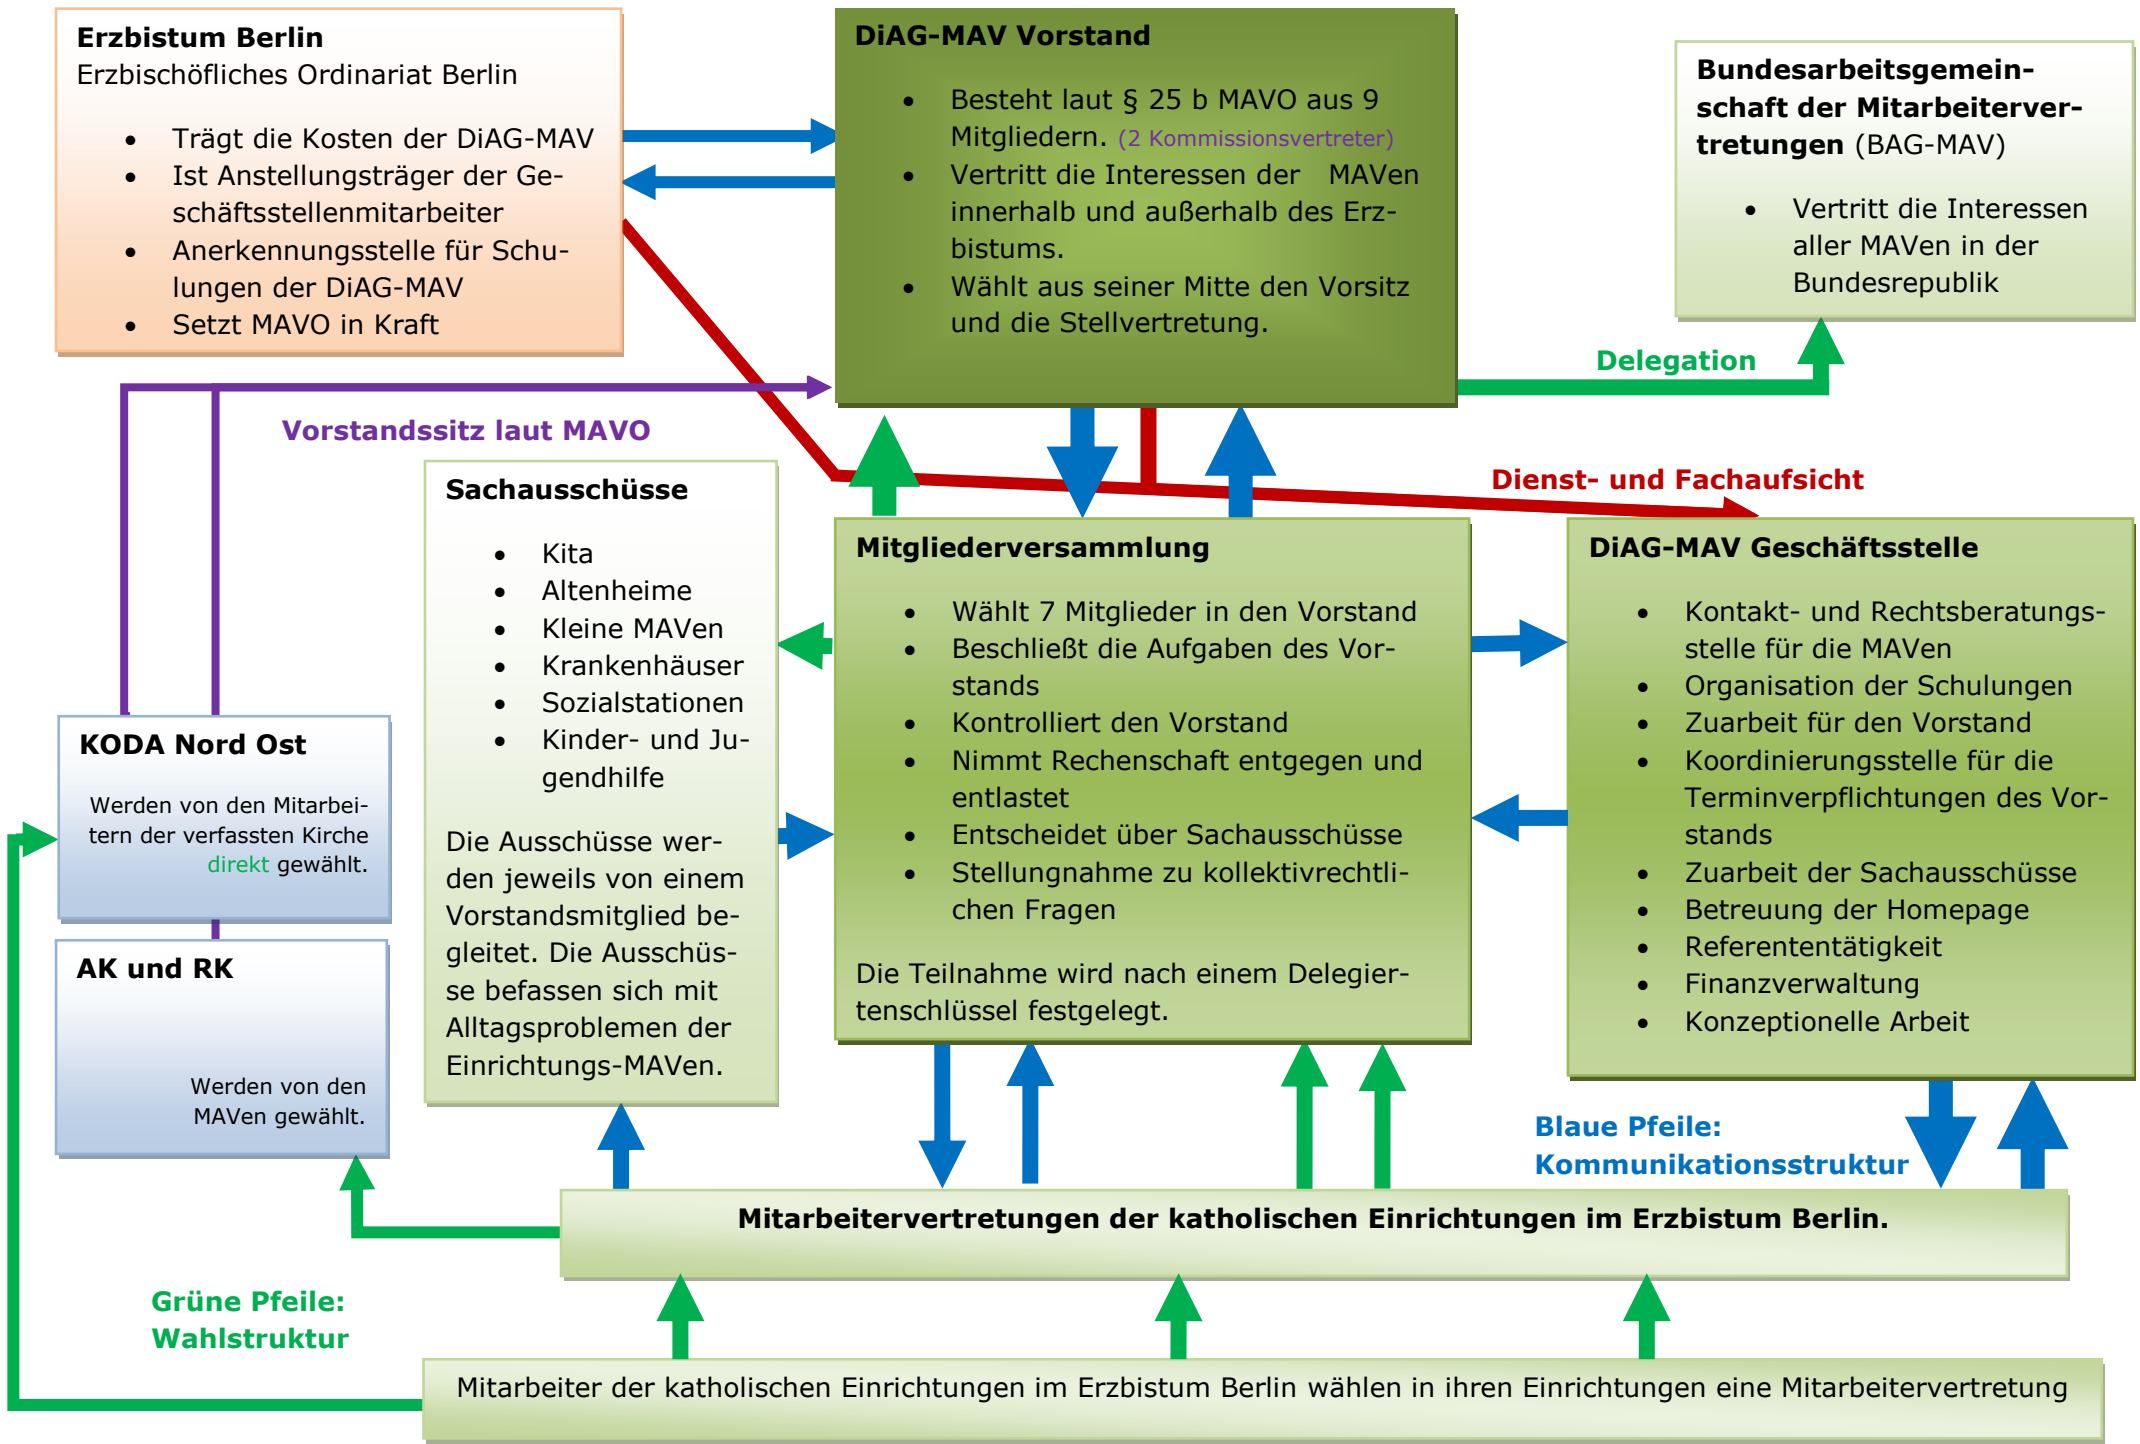 Erzbistum Berlin
Erzbischöfliches Ordinariat Berlin
• Trägt die Kosten der DiAG-MAV
• Ist Anstellungsträger der Ge-
schäftsstellenmitarbeiter
• Anerkennungsstelle für Schu-
lungen der DiAG-MAV
• Setzt MAVO in Kraft
DiAG-MAV Vorstand
• Besteht laut § 25 b MAVO aus 9
Mitgliedern. (2 Kommissionsvertreter)
• Vertritt die Interessen der MAVen
innerhalb und außerhalb des Erz-
bistums.
• Wählt aus seiner Mitte den Vorsitz
und die Stellvertretung.
Bundesarbeitsgemein-
schaft der Mitarbeiterver-
tretungen (BAG-MAV)
• Vertritt die Interessen
aller MAVen in der
Bundesrepublik
Delegation
Vorstandssitz laut MAVO
Dienst- und Fachaufsicht
Sachausschüsse
• Kita
• Altenheime
• Kleine MAVen
• Krankenhäuser
• Sozialstationen
• Kinder- und Ju-
gendhilfe
Die Ausschüsse wer-
den jeweils von einem
Vorstandsmitglied be-
gleitet. Die Ausschüs-
se befassen sich mit
Alltagsproblemen der
Einrichtungs-MAVen.
Mitgliederversammlung
• Wählt 7 Mitglieder in den Vorstand
• Beschließt die Aufgaben des Vor-
stands
• Kontrolliert den Vorstand
• Nimmt Rechenschaft entgegen und
entlastet
• Entscheidet über Sachausschüsse
• Stellungnahme zu kollektivrechtli-
chen Fragen
Die Teilnahme wird nach einem Delegier-
tenschlüssel festgelegt.
DiAG-MAV Geschäftsstelle
• Kontakt- und Rechtsberatungs-
stelle für die MAVen
• Organisation der Schulungen
• Zuarbeit für den Vorstand
• Koordinierungsstelle für die
Terminverpflichtungen des Vor-
stands
• Zuarbeit der Sachausschüsse
• Betreuung der Homepage
• Referententätigkeit
• Finanzverwaltung
• Konzeptionelle Arbeit
KODA Nord Ost
Werden von den Mitarbei-
tern der verfassten Kirche
direkt gewählt.
AK und RK
Werden von den
MAVen gewählt.
Blaue Pfeile:
Kommunikationsstruktur
Mitarbeitervertretungen der katholischen Einrichtungen im Erzbistum Berlin.
Grüne Pfeile:
Wahlstruktur
Mitarbeiter der katholischen Einrichtungen im Erzbistum Berlin wählen in ihren Einrichtungen eine Mitarbeitervertretung